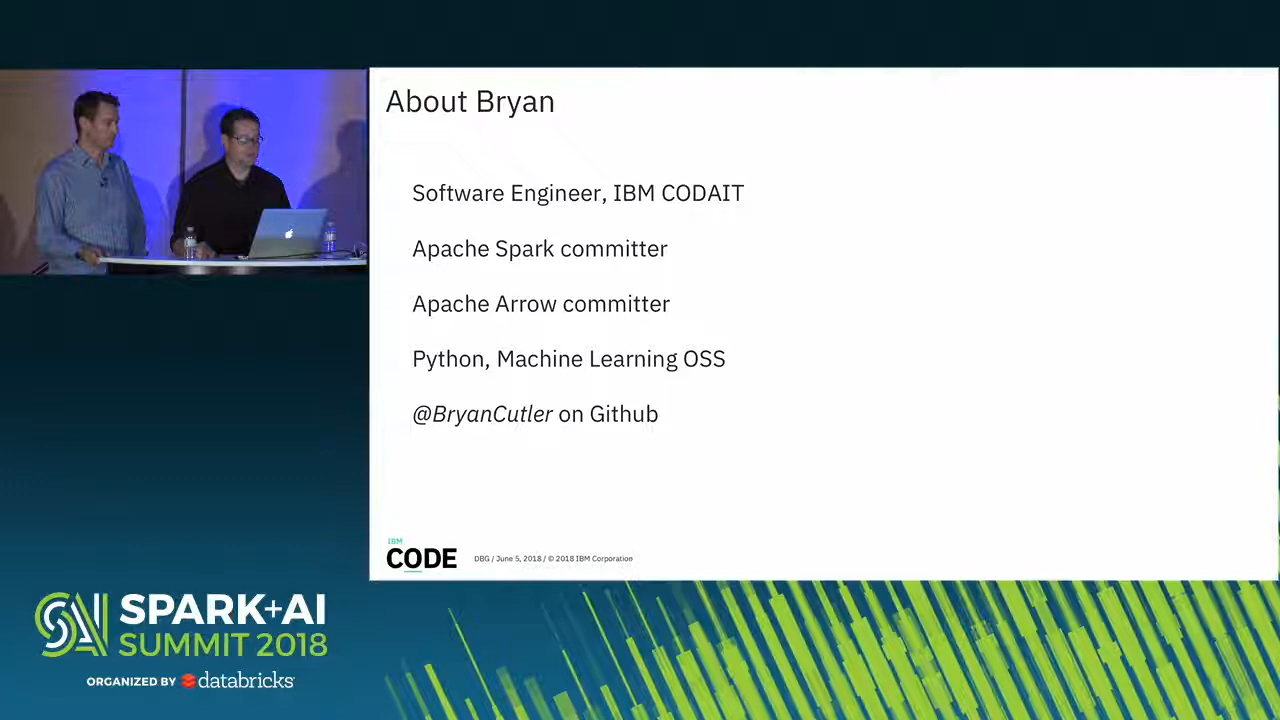 About Bryan
Software Engineer, IBM CODAIT
Apache Spark committer
Apache Arrow committer
Python, Machine Learning OSS
@BryanCutler on Github
IBM
CODE
DBG / June 5, 2018 / © 2018 IBM Corporation
SAI
SPARK+AI
SUMMIT 2018
ORGANIZED BY databricks